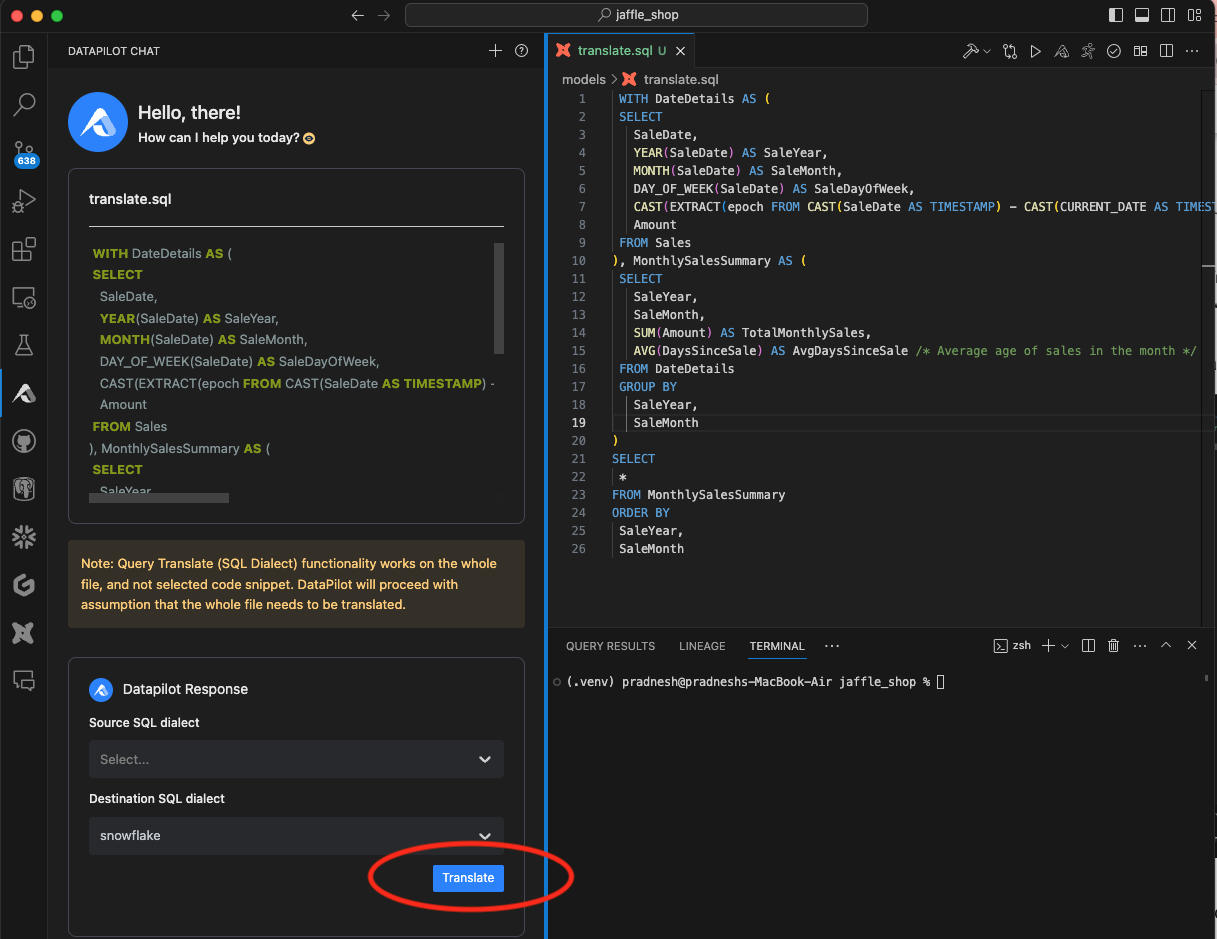 jaffle_shop
DATAPILOT CHAT
Hello, there!
How can I help you today?
638
translate.sql
WITH DateDetails AS (
SELECT
SaleDate,
YEAR(SaleDate) AS SaleYear,
MONTH(SaleDate) AS SaleMonth,
DAY_OF_WEEK(SaleDate) AS SaleDayOfWeek,
CAST(EXTRACT(epoch FROM CAST(SaleDate AS TIMESTAMP) -
Amount
FROM Sales
), MonthlySalesSummary AS (
SELECT
SaleYear
Note: Query Translate (SQL Dialect) functionality works on the whole
file, and not selected code snippet. DataPilot will proceed with
assumption that the whole file needs to be translated.
Datapilot Response
Source SQL dialect
Select...
Destination SQL dialect
snowflake
Translate
translate.sql U
models > translate.sql
1 WITH DateDetails AS (
2 SELECT
3 SaleDate,
4 YEAR(SaleDate) AS SaleYear,
5 MONTH(SaleDate) AS SaleMonth,
6 DAY_OF_WEEK(SaleDate) AS SaleDayOfWeek,
7 CAST(EXTRACT(epoch FROM CAST(SaleDate AS TIMESTAMP) - CAST(CURRENT_DATE AS TIMEST
8 Amount
9 FROM Sales
10 ), MonthlySalesSummary AS (
11 SELECT
12 SaleYear,
13 SaleMonth,
14 SUM(Amount) AS TotalMonthlySales,
15 AVG(DaysSinceSale) AS AvgDaysSinceSale /* Average age of sales in the month */
16 FROM DateDetails
17 GROUP BY
18 SaleYear,
19 SaleMonth
20 )
21 SELECT
22 *
23 FROM MonthlySalesSummary
24 ORDER BY
25 SaleYear,
26 SaleMonth
QUERY RESULTS LINEAGE TERMINAL ··· zsh
(.venv) pradnesh@pradneshs-MacBook-Air jaffle_shop %